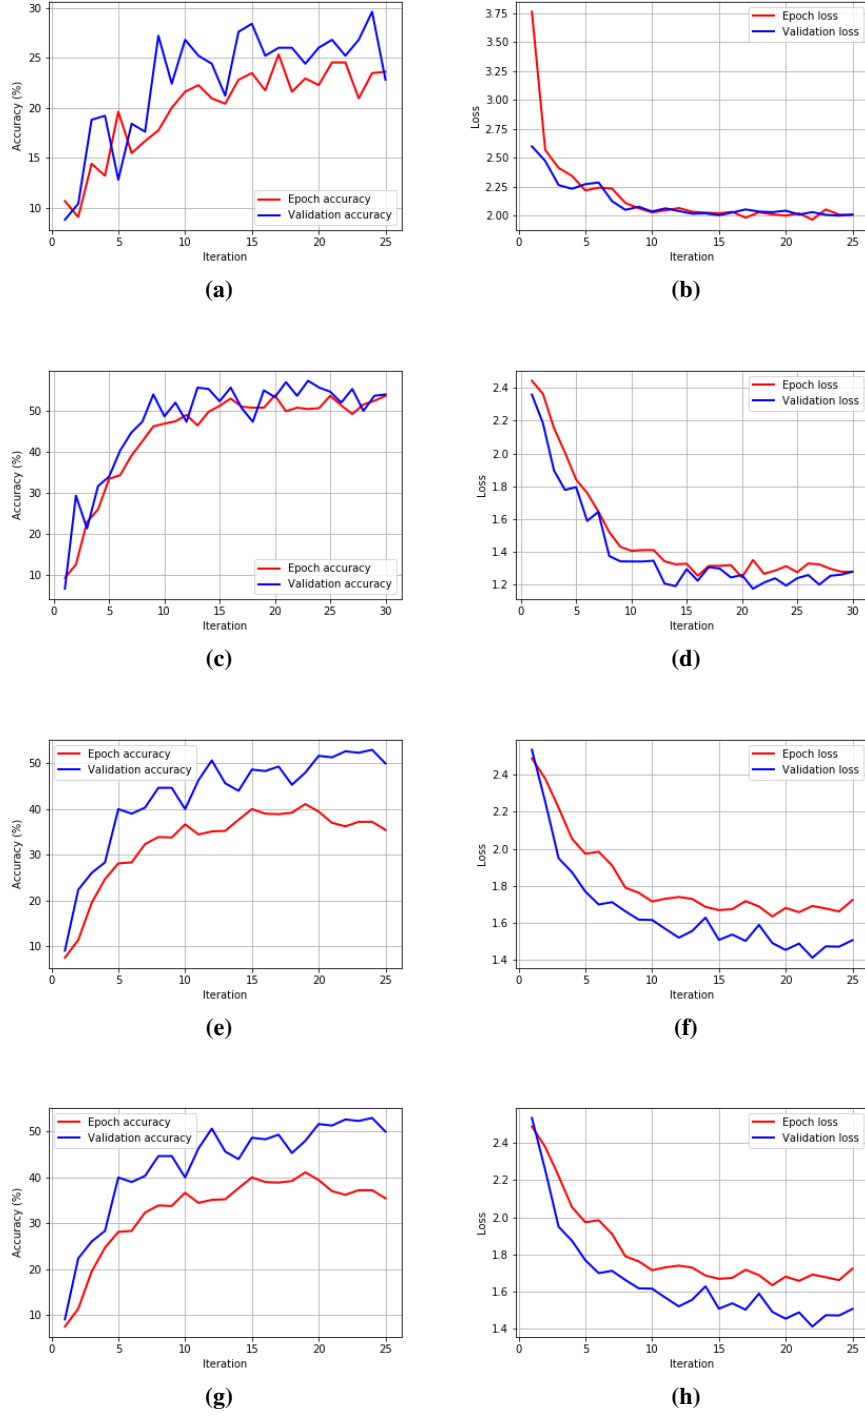 30
25
20
15
10
Accuracy (%)
Epoch accuracy
Validation accuracy
0 5 10 15 20 25
Iteration
(a)
3.75
3.50
3.25
3.00
2.75
2.50
2.25
2.00
Loss
Epoch loss
Validation loss
0 5 10 15 20 25
Iteration
(b)
50
40
30
20
10
Accuracy (%)
Epoch accuracy
Validation accuracy
0 5 10 15 20 25 30
Iteration
(c)
2.4
2.2
2.0
1.8
1.6
1.4
1.2
Loss
Epoch loss
Validation loss
0 5 10 15 20 25 30
Iteration
(d)
50
40
30
20
10
Accuracy (%)
Epoch accuracy
Validation accuracy
0 5 10 15 20 25
Iteration
(e)
2.4
2.2
2.0
1.8
1.6
1.4
Loss
Epoch loss
Validation loss
0 5 10 15 20 25
Iteration
(f)
50
40
30
20
10
Accuracy (%)
Epoch accuracy
Validation accuracy
0 5 10 15 20 25
Iteration
(g)
2.4
2.2
2.0
1.8
1.6
1.4
Loss
Epoch loss
Validation loss
0 5 10 15 20 25
Iteration
(h)